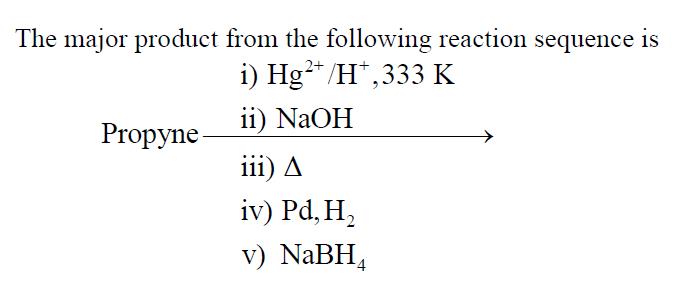 The major product from the following reaction sequence is
i) Hg²⁺/H⁺,333 K
ii) NaOH
Propyne
iii) Δ
iv) Pd,H₂
v) NaBH₄